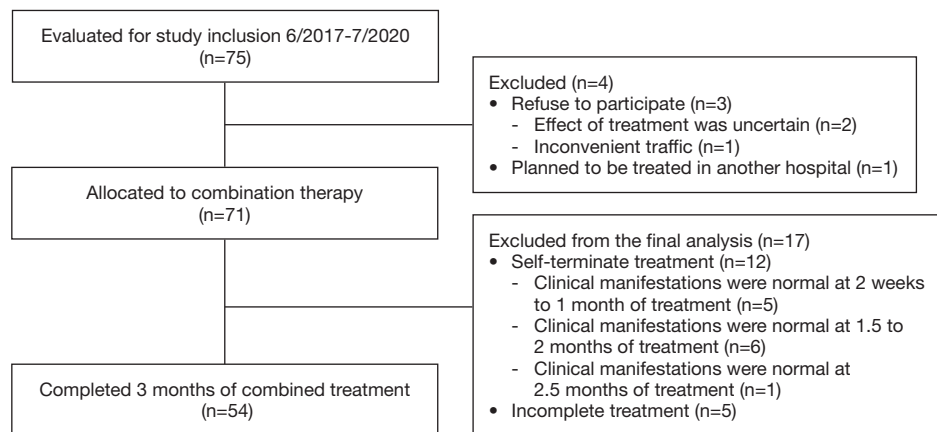 Evaluated for study inclusion 6/2017-7/2020
(n=75)
Excluded (n=4)
• Refuse to participate (n=3)
- Effect of treatment was uncertain (n=2)
- Inconvenient traffic (n=1)
• Planned to be treated in another hospital (n=1)
Allocated to combination therapy
(n=71)
Excluded from the final analysis (n=17)
• Self-terminate treatment (n=12)
- Clinical manifestations were normal at 2 weeks
to 1 month of treatment (n=5)
- Clinical manifestations were normal at 1.5 to
2 months of treatment (n=6)
- Clinical manifestations were normal at
2.5 months of treatment (n=1)
• Incomplete treatment (n=5)
Completed 3 months of combined treatment
(n=54)